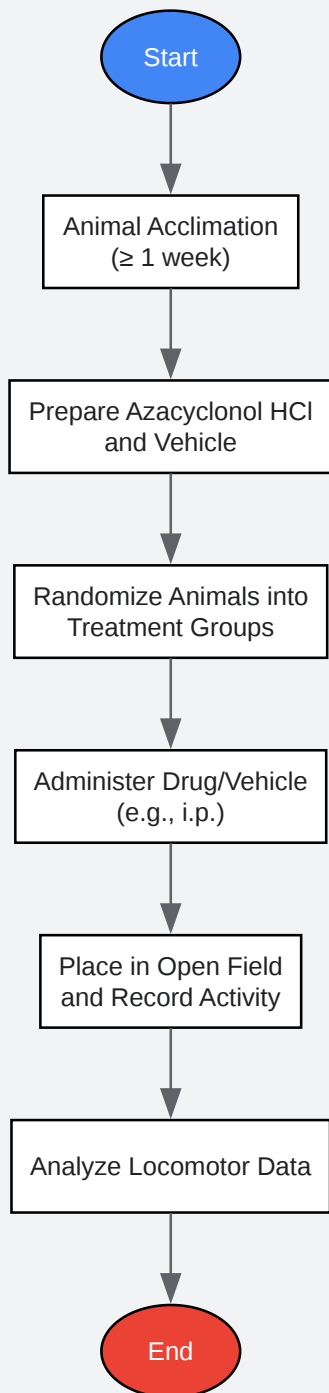 Start
Animal Acclimation
(≥ 1 week)
Prepare Azacyclonol HCl
and Vehicle
Randomize Animals into
Treatment Groups
Administer Drug/Vehicle
(e.g., i.p.)
Place in Open Field
and Record Activity
Analyze Locomotor Data
End